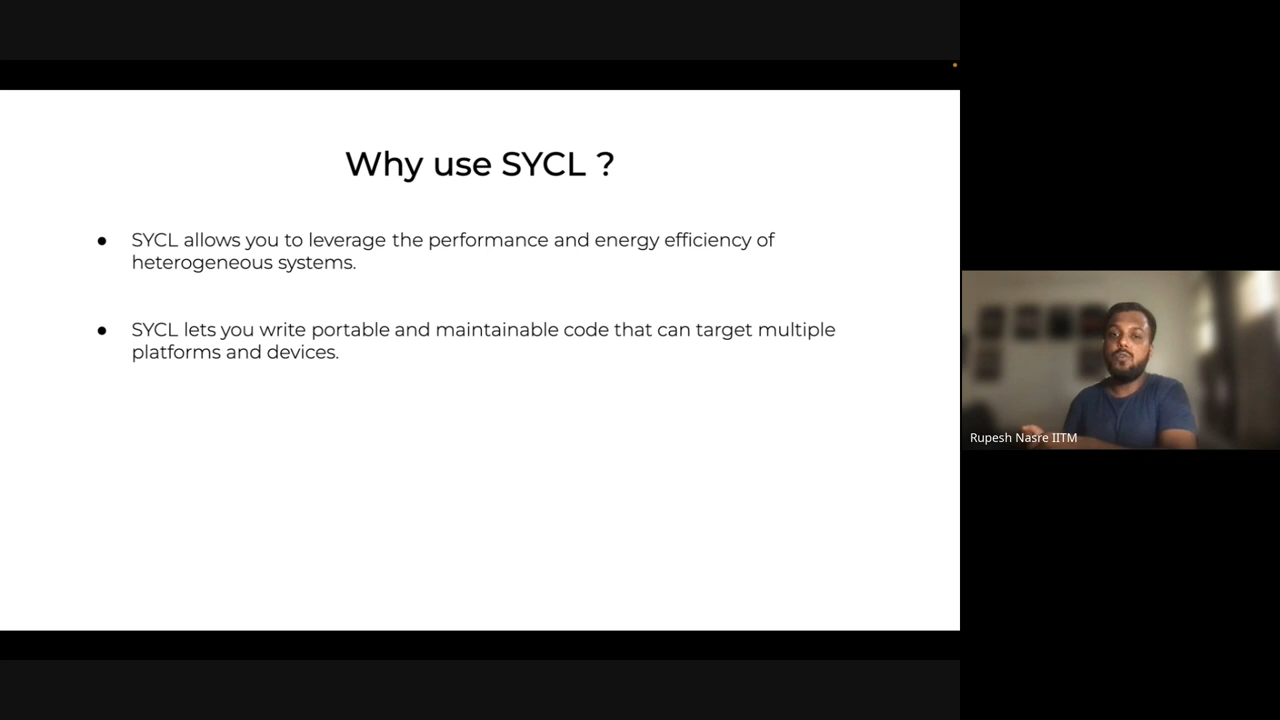 Why use SYCL ?
● SYCL allows you to leverage the performance and energy efficiency of
heterogeneous systems.
● SYCL lets you write portable and maintainable code that can target multiple
platforms and devices.
Rupesh Nasre IITM